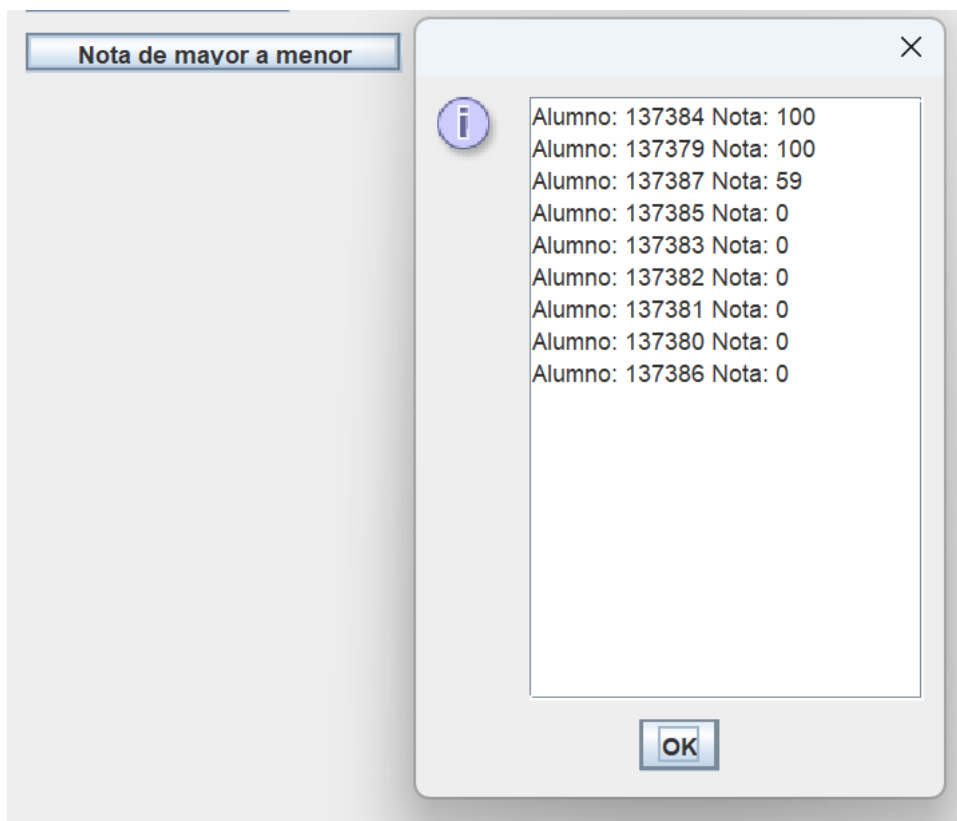 Nota de mayor a menor
Alumno: 137384 Nota: 100
Alumno: 137379 Nota: 100
Alumno: 137387 Nota: 59
Alumno: 137385 Nota: 0
Alumno: 137383 Nota: 0
Alumno: 137382 Nota: 0
Alumno: 137381 Nota: 0
Alumno: 137380 Nota: 0
Alumno: 137386 Nota: 0
OK